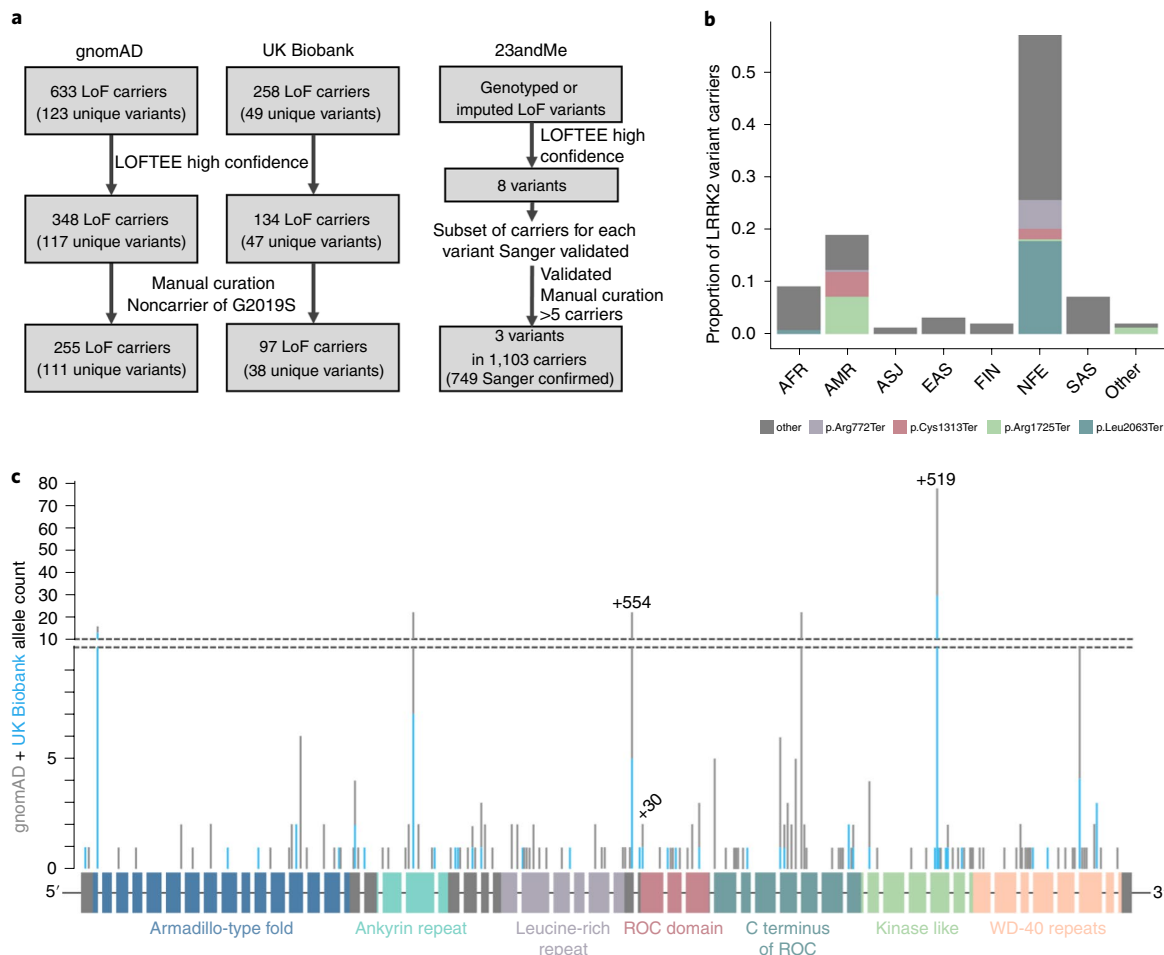 a
gnomAD
UK Biobank
23andMe
633 LoF carriers
(123 unique variants)
258 LoF carriers
(49 unique variants)
Genotyped or
imputed LoF variants
LOFTEE high confidence
LOFTEE high
confidence
348 LoF carriers
(117 unique variants)
134 LoF carriers
(47 unique variants)
8 variants
Subset of carriers for each
variant Sanger validated
Manual curation
Noncarrier of G2019S
Validated
Manual curation
>5 carriers
255 LoF carriers
(111 unique variants)
97 LoF carriers
(38 unique variants)
3 variants
in 1,103 carriers
(749 Sanger confirmed)
b
Proportion of LRRK2 variant carriers
0.5
0.4
0.3
0.2
0.1
0.0
AFR
AMR
ASJ
EAS
FIN
NFE
SAS
Other
other
p.Arg772Ter
p.Cys1313Ter
p.Arg1725Ter
p.Leu2063Ter
c
gnomAD + UK Biobank allele count
80
70
60
50
40
30
20
10
5
0
+554
+30
+519
5′
3
Armadillo-type fold
Ankyrin repeat
Leucine-rich
repeat
ROC domain
C terminus
of ROC
Kinase like
WD-40 repeats